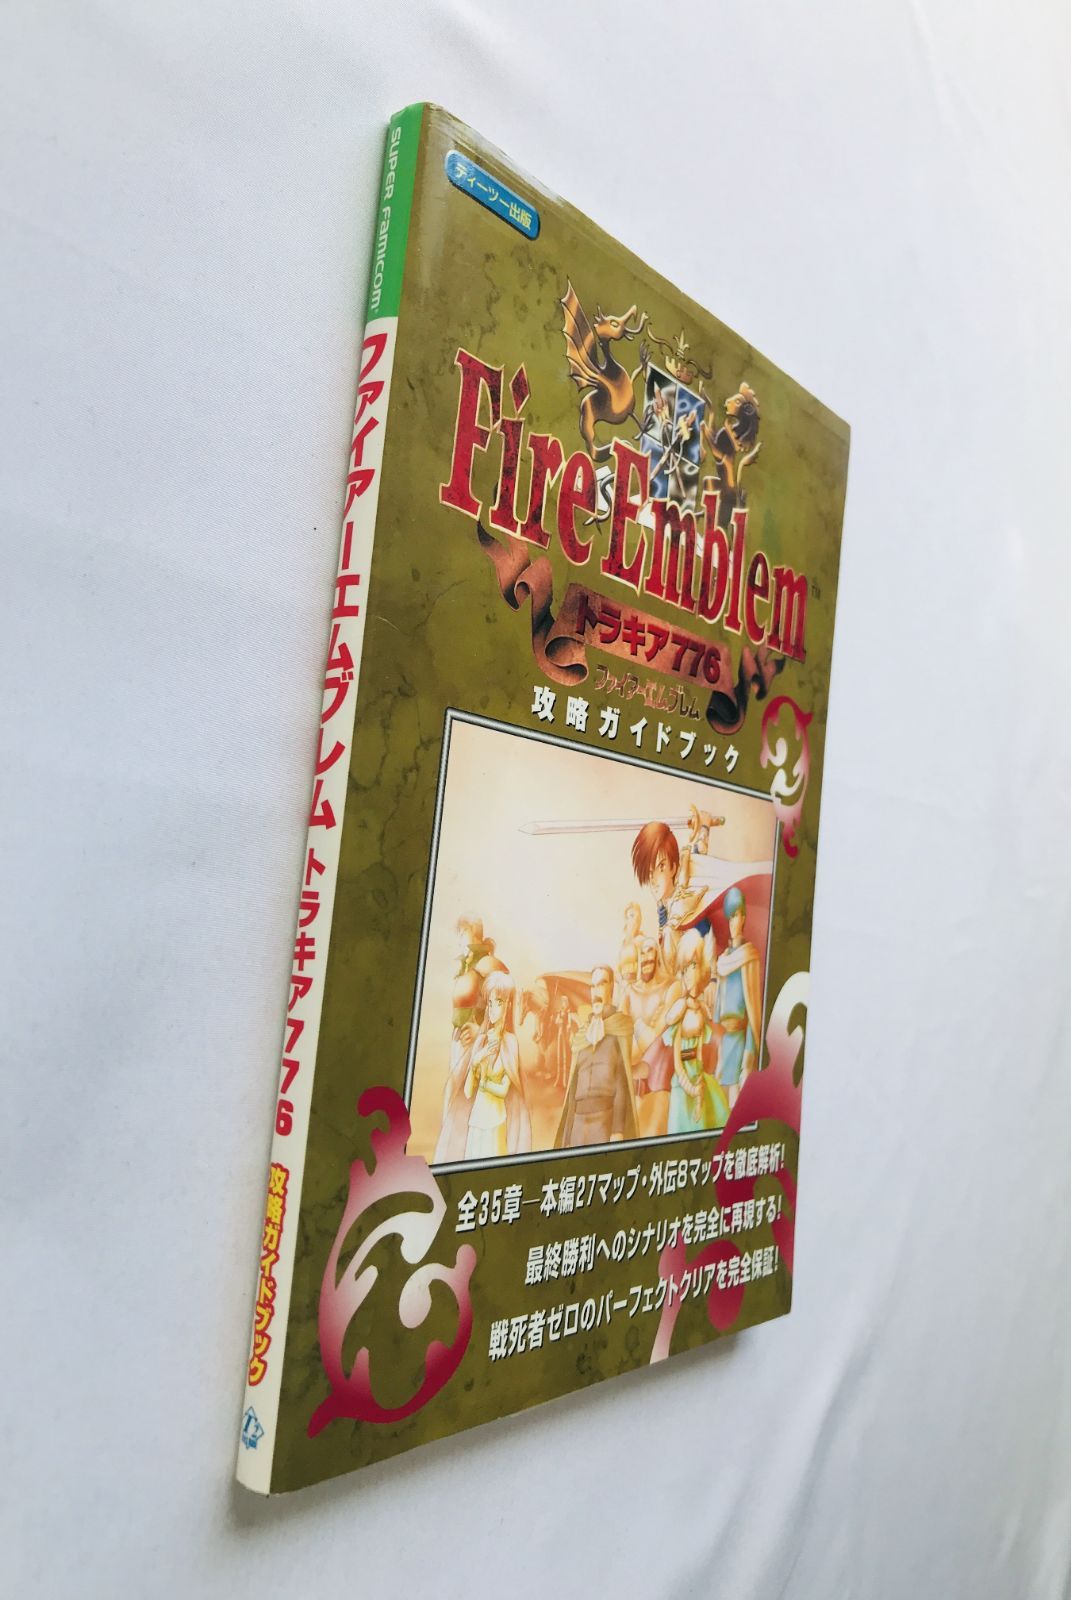 SUPER FAMICOM
ファイアーエムブレム トラキア776 攻略ガイドブック
T2
ティーツー出版
Fire Emblem TM
トラキア776
ファイアーエムブレム
攻略ガイドブック
全35章―本編27マップ・外伝8マップを徹底解析!
最終勝利へのシナリオを完全に再現する!
戦死者ゼロのパーフェクトクリアを完全保証!